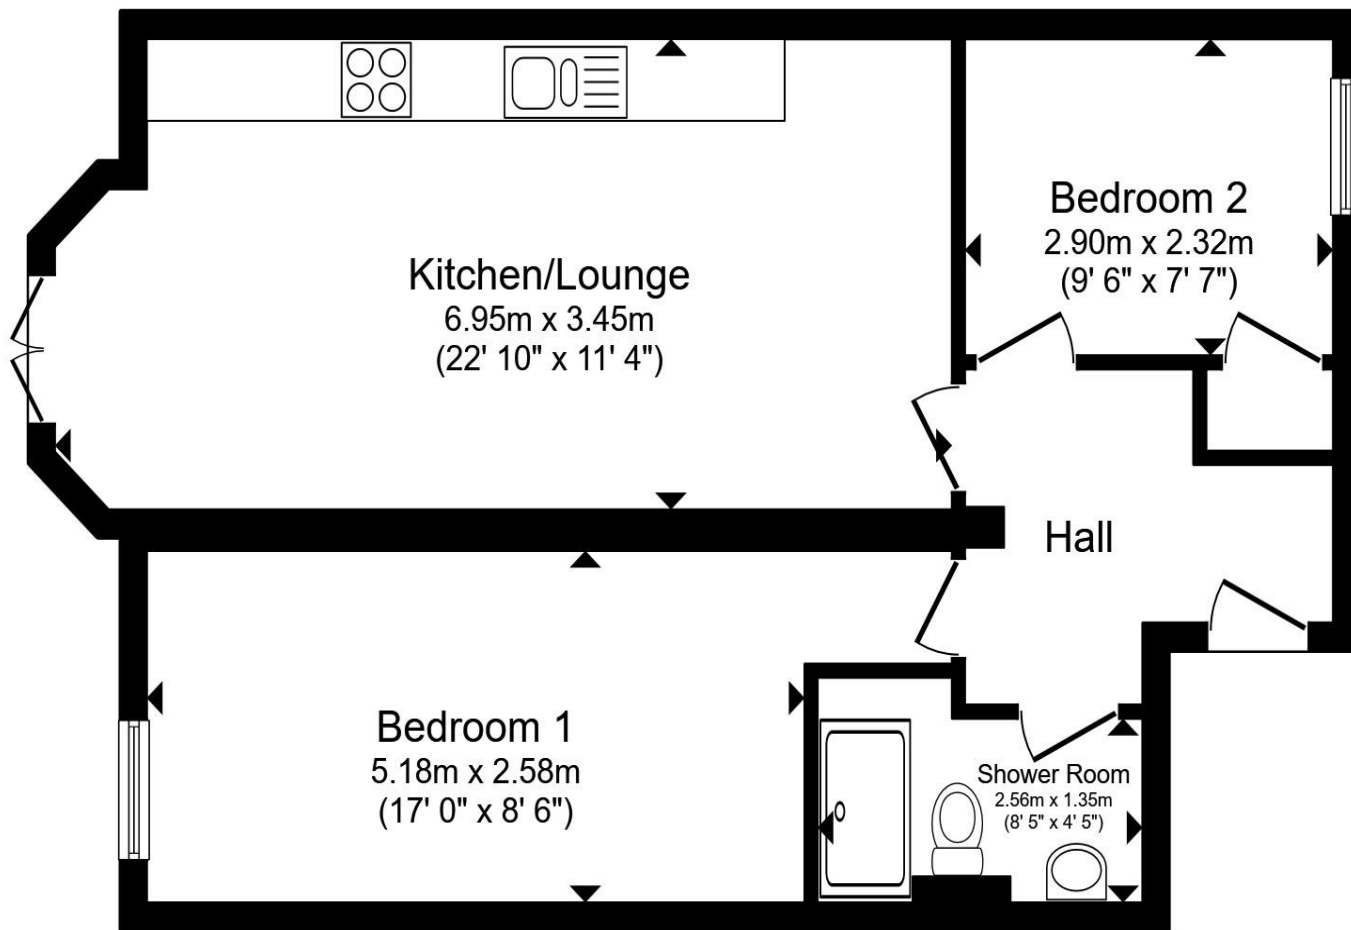 Kitchen/Lounge
6.95m x 3.45m
(22' 10" x 11' 4")
Bedroom 2
2.90m x 2.32m
(9' 6" x 7' 7")
Hall
Bedroom 1
5.18m x 2.58m
(17' 0" x 8' 6")
Shower Room
2.56m x 1.35m
(8' 5" x 4' 5")